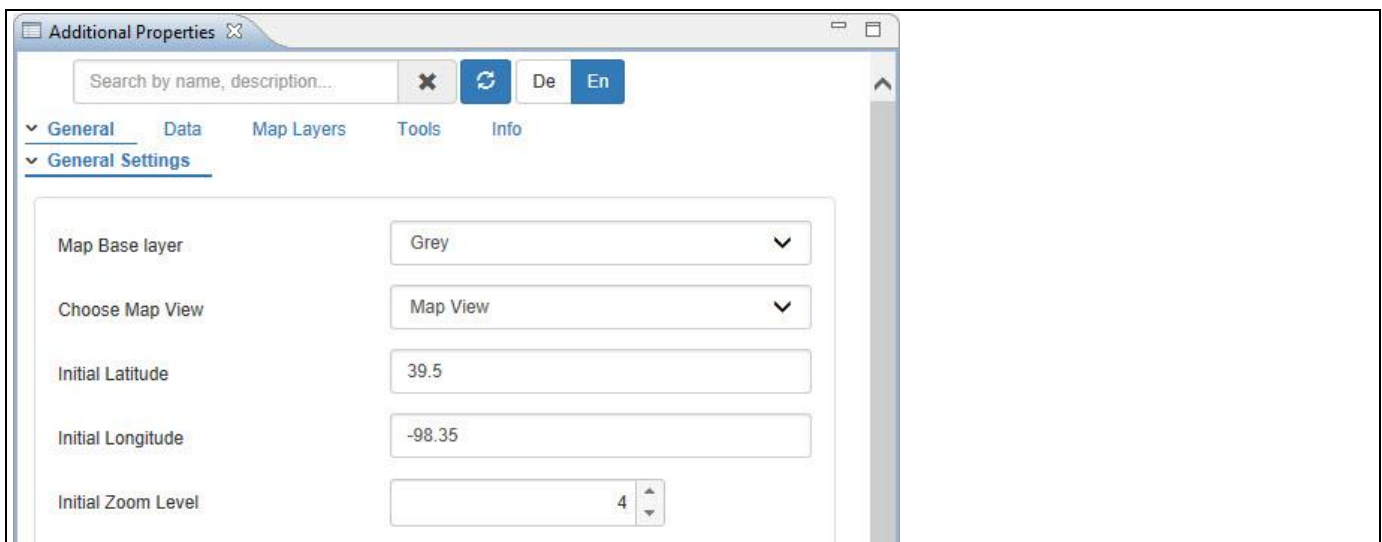 Additional Properties
Search by name, description... De En
General Data Map Layers Tools Info
General Settings
Map Base layer Grey
Choose Map View Map View
Initial Latitude 39.5
Initial Longitude -98.35
Initial Zoom Level 4